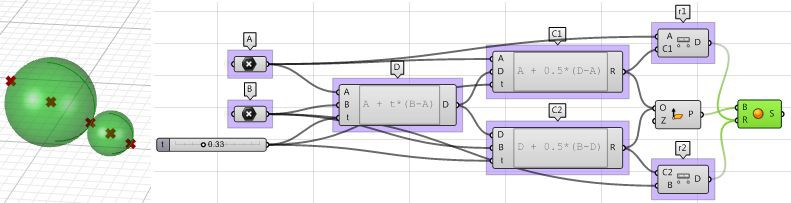 A
B
t
0.33
D
A
B
t
A + t*(B-A)
D
C1
A
D
t
A + 0.5*(D-A)
R
C2
D
B
t
D + 0.5*(B-D)
R
r1
A
C1
D
O
Z
P
r2
C2
B
D
B
R
S